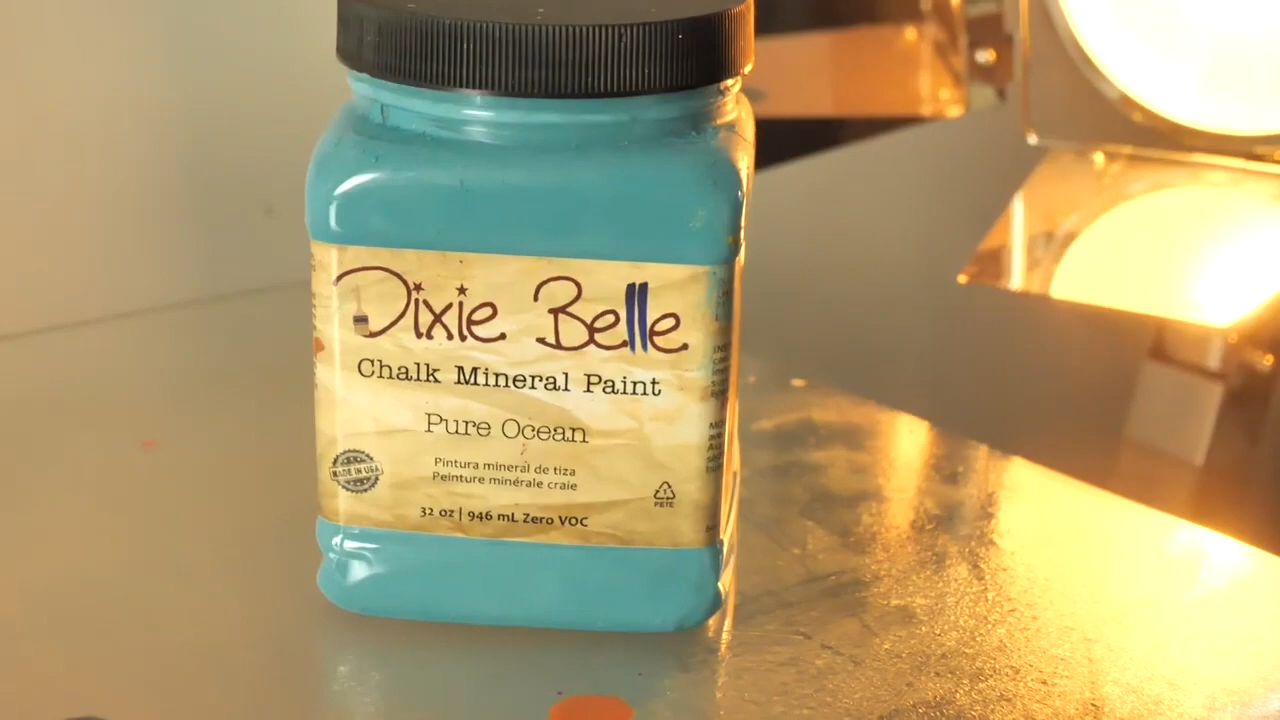 Dixie Belle
Chalk Mineral Paint
Pure Ocean
MADE IN USA
Pintura mineral de tiza
Peinture minérale craie
1
PETE
32 oz | 946 mL Zero VOC